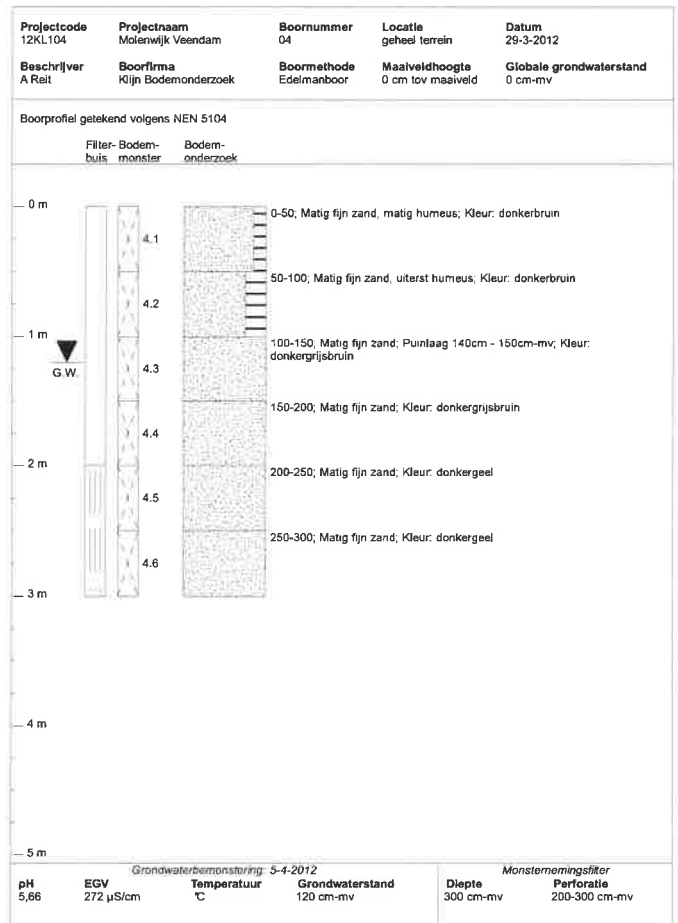 Projectcode Projectnaam Boornummer Locatie Datum
12KL104 Molenwijk Veendam 04 geheel terrein 29-3-2012
Beschrijver Boorfirma Boormethode Maaiveldhoogte Globale grondwaterstand
A Reit Klijn Bodemonderzoek Edelmanboor 0 cm tov maaiveld 0 cm-mv
Boorprofiel getekend volgens NEN 5104
Filter- Bodem- Bodem-
buis monster onderzoek
0 m
0-50; Matig fijn zand, matig humeus; Kleur: donkerbruin
4.1
50-100; Matig fijn zand, uiterst humeus; Kleur: donkerbruin
4.2
1 m
100-150; Matig fijn zand; Puinlaag 140cm - 150cm-mv; Kleur:
donkergrijsbruin
G.W.
4.3
150-200; Matig fijn zand; Kleur: donkergrijsbruin
4.4
2 m
200-250; Matig fijn zand; Kleur: donkergeel
4.5
250-300; Matig fijn zand; Kleur: donkergeel
4.6
3 m
4 m
5 m
Grondwaterbemonstering: 5-4-2012 Monsternemingsfilter
pH EGV Temperatuur Grondwaterstand Diepte Perforatie
5,66 272 µS/cm °C 120 cm-mv 300 cm-mv 200-300 cm-mv